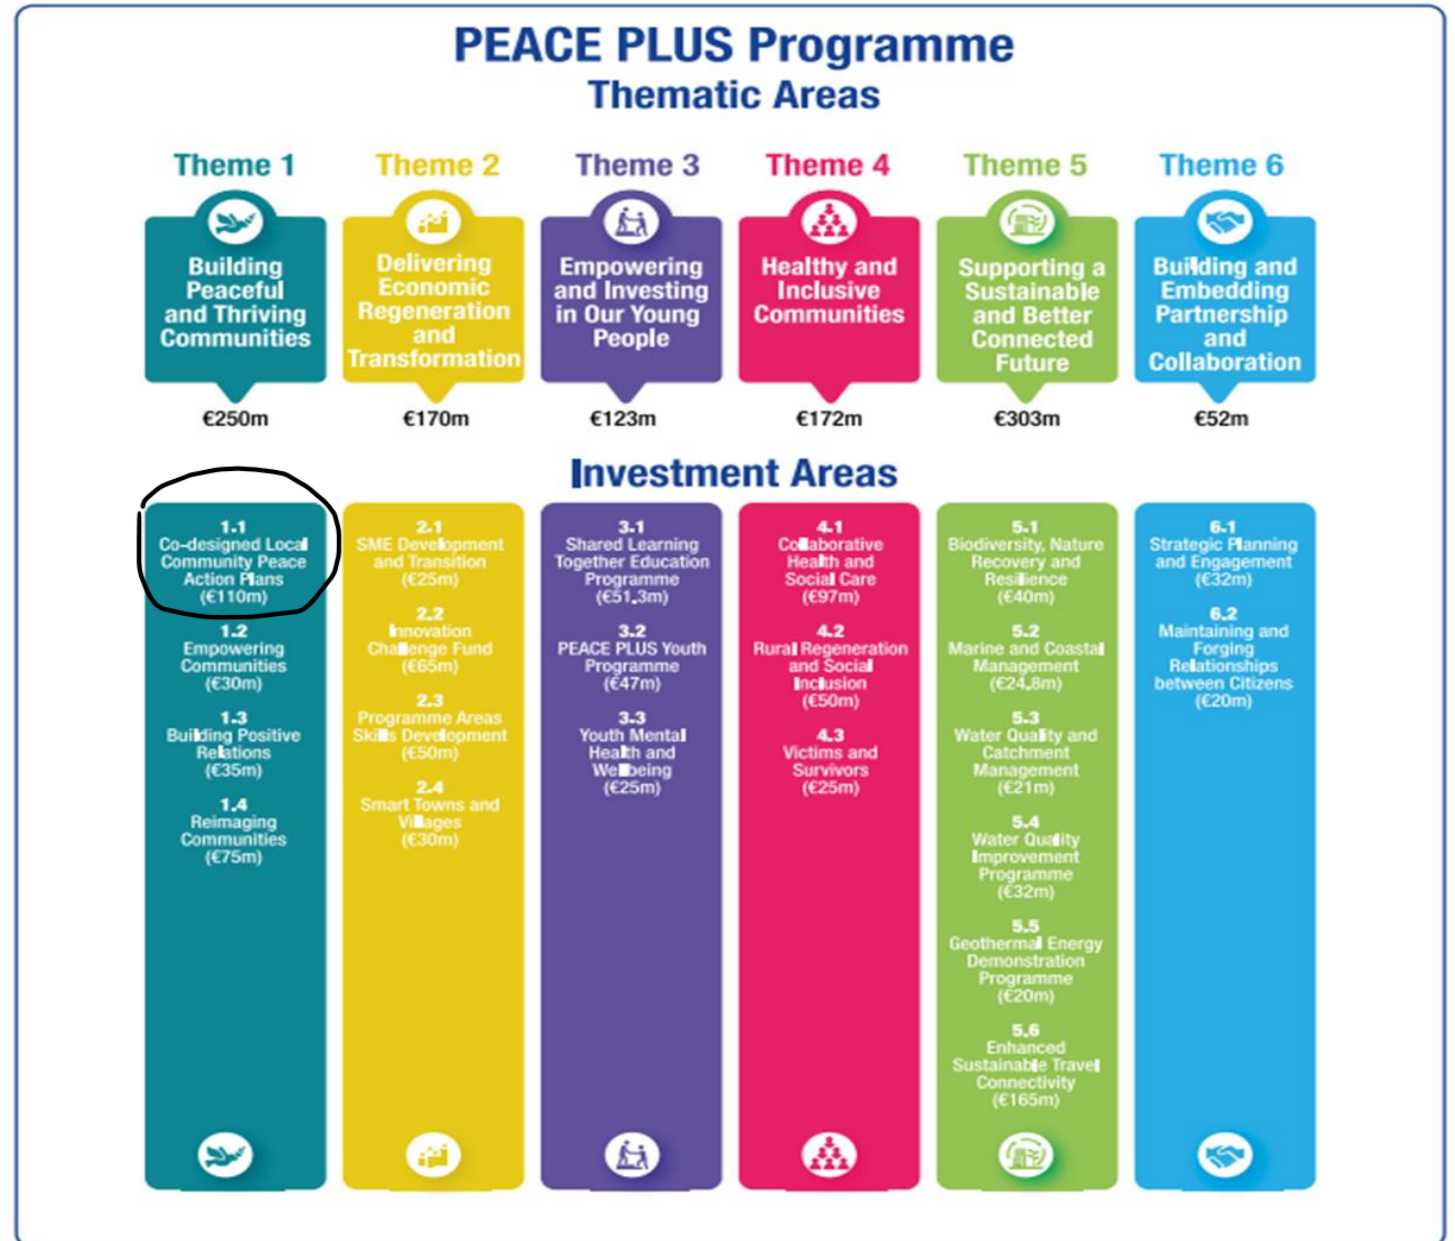 PEACE PLUS Programme
Thematic Areas
Theme 1
Building
Peaceful
and Thriving
Communities
€250m
Theme 2
Delivering
Economic
Regeneration
and
Transformation
€170m
Theme 3
Empowering
and Investing
in Our Young
People
€123m
Theme 4
Healthy and
Inclusive
Communities
€172m
Theme 5
Supporting a
Sustainable
and Better
Connected
Future
€303m
Theme 6
Building and
Embedding
Partnership
and
Collaboration
€52m
Investment Areas
1.1
Co-designed Local
Community Peace
Action Plans
(€110m)
1.2
Empowering
Communities
(€30m)
1.3
Building Positive
Relations
(€35m)
1.4
Reimaging
Communities
(€75m)
2.1
SME Development
and Transition
(€25m)
2.2
Innovation
Challenge Fund
(€65m)
2.3
Programme Areas
Skills Development
(€50m)
2.4
Smart Towns and
Villages
(€30m)
3.1
Shared Learning
Together Education
Programme
(€51.3m)
3.2
PEACE PLUS Youth
Programme
(€47m)
3.3
Youth Mental
Health and
Wellbeing
(€25m)
4.1
Collaborative
Health and
Social Care
(€97m)
4.2
Rural Regeneration
and Social
Inclusion
(€50m)
4.3
Victims and
Survivors
(€25m)
5.1
Biodiversity, Nature
Recovery and
Resilience
(€40m)
5.2
Marine and Coastal
Management
(€24.8m)
5.3
Water Quality and
Catchment
Management
(€21m)
5.4
Water Quality
Improvement
Programme
(€32m)
5.5
Geothermal Energy
Demonstration
Programme
(€20m)
5.6
Enhanced
Sustainable Travel
Connectivity
(€165m)
6.1
Strategic Planning
and Engagement
(€32m)
6.2
Maintaining and
Forging
Relationships
between Citizens
(€20m)